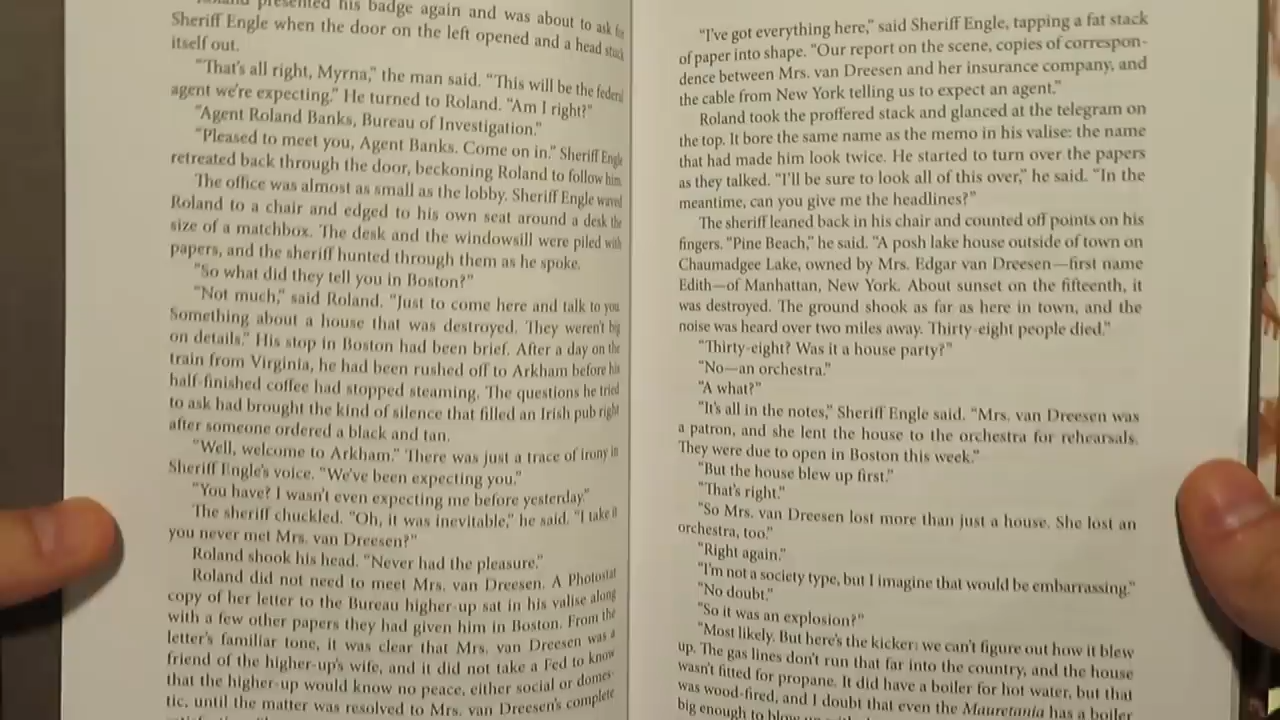 Roland presented his badge again and was about to ask for
Sheriff Engle when the door on the left opened and a head stuck
itself out.
"That's all right, Myrna," the man said. "This will be the federal
agent we're expecting." He turned to Roland. "Am I right?"
"Agent Roland Banks, Bureau of Investigation."
"Pleased to meet you, Agent Banks. Come on in." Sheriff Engle
retreated back through the door, beckoning Roland to follow him.
The office was almost as small as the lobby. Sheriff Engle waved
Roland to a chair and edged to his own seat around a desk the
size of a matchbox. The desk and the windowsill were piled with
papers, and the sheriff hunted through them as he spoke.
"So what did they tell you in Boston?"
"Not much," said Roland. "Just to come here and talk to you
Something about a house that was destroyed. They weren't big
on details." His stop in Boston had been brief. After a day on the
train from Virginia, he had been rushed off to Arkham before his
half-finished coffee had stopped steaming. The questions he tried
to ask had brought the kind of silence that filled an Irish pub right
after someone ordered a black and tan.
"Well, welcome to Arkham." There was just a trace of irony in
Sheriff Engle's voice. "We've been expecting you."
"You have? I wasn't even expecting me before yesterday."
The sheriff chuckled. "Oh, it was inevitable," he said. "I take it
you never met Mrs. van Dreesen?"
Roland shook his head. "Never had the pleasure."
Roland did not need to meet Mrs. van Dreesen. A Photostat
copy of her letter to the Bureau higher-up sat in his valise along
with a few other papers they had given him in Boston. From the
letter's familiar tone, it was clear that Mrs. van Dreesen was a
friend of the higher-up's wife, and it did not take a Fed to know
that the higher-up would know no peace, either social or domes-
tic, until the matter was resolved to Mrs. van Dreesen's complete
"I've got everything here," said Sheriff Engle, tapping a fat stack
of paper into shape. "Our report on the scene, copies of correspon-
dence between Mrs. van Dreesen and her insurance company, and
the cable from New York telling us to expect an agent."
Roland took the proffered stack and glanced at the telegram on
the top. It bore the same name as the memo in his valise: the name
that had made him look twice. He started to turn over the papers
as they talked. "I'll be sure to look all of this over," he said. "In the
meantime, can you give me the headlines?"
The sheriff leaned back in his chair and counted off points on his
fingers. "Pine Beach," he said. "A posh lake house outside of town on
Chaumadgee Lake, owned by Mrs. Edgar van Dreesen—first name
Edith—of Manhattan, New York. About sunset on the fifteenth, it
was destroyed. The ground shook as far as here in town, and the
noise was heard over two miles away. Thirty-eight people died."
"Thirty-eight? Was it a house party?"
"No—an orchestra."
"A what?"
"It's all in the notes," Sheriff Engle said. "Mrs. van Dreesen was
a patron, and she lent the house to the orchestra for rehearsals.
They were due to open in Boston this week."
"But the house blew up first."
"That's right."
"So Mrs. van Dreesen lost more than just a house. She lost an
orchestra, too."
"Right again."
"I'm not a society type, but I imagine that would be embarrassing."
"No doubt."
"So it was an explosion?"
"Most likely. But here's the kicker: we can't figure out how it blew
up. The gas lines don't run that far into the country, and the house
wasn't fitted for propane. It did have a boiler for hot water, but that
was wood-fired, and I doubt that even the Mauretania has a boiler
big enough to blow up